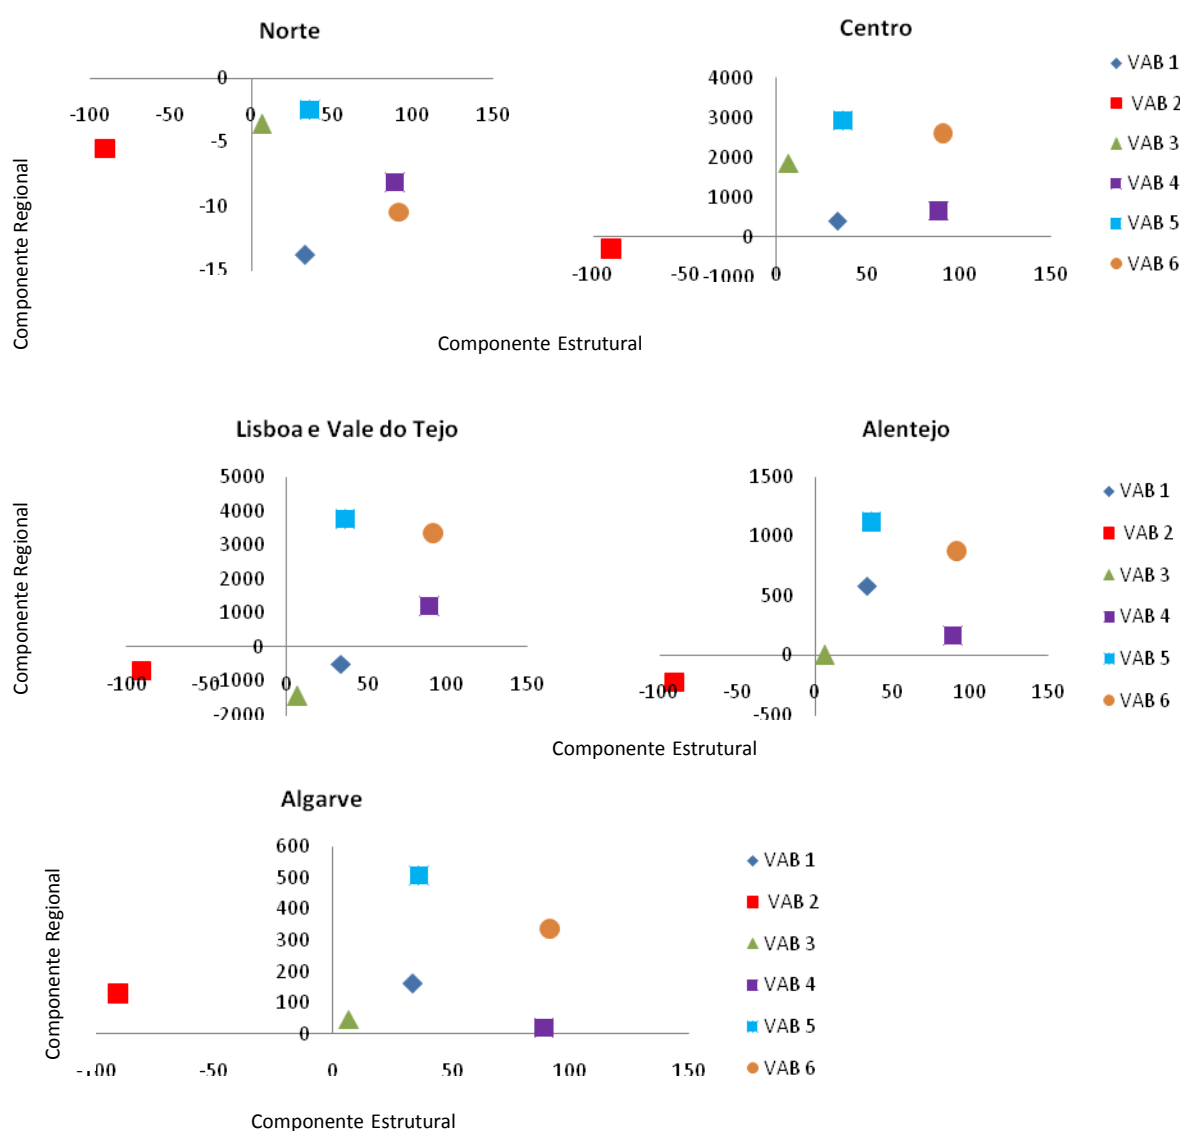 Norte
Centro
0
-100
-50
0
50
100
150
-5
-10
-15
Componente Regional
4000
3000
2000
1000
0
-1000
-100
-50
0
50
100
150
VAB 1
VAB 2
VAB 3
VAB 4
VAB 5
VAB 6
Componente Estrutural
Lisboa e Vale do Tejo
Alentejo
Componente Regional
5000
4000
3000
2000
1000
0
-1000
-2000
-100
-50
0
50
100
150
1500
1000
500
0
-500
-100
-50
0
50
100
150
VAB 1
VAB 2
VAB 3
VAB 4
VAB 5
VAB 6
Componente Estrutural
Algarve
Componente Regional
600
500
400
300
200
100
0
-100
-50
0
50
100
150
VAB 1
VAB 2
VAB 3
VAB 4
VAB 5
VAB 6
Componente Estrutural